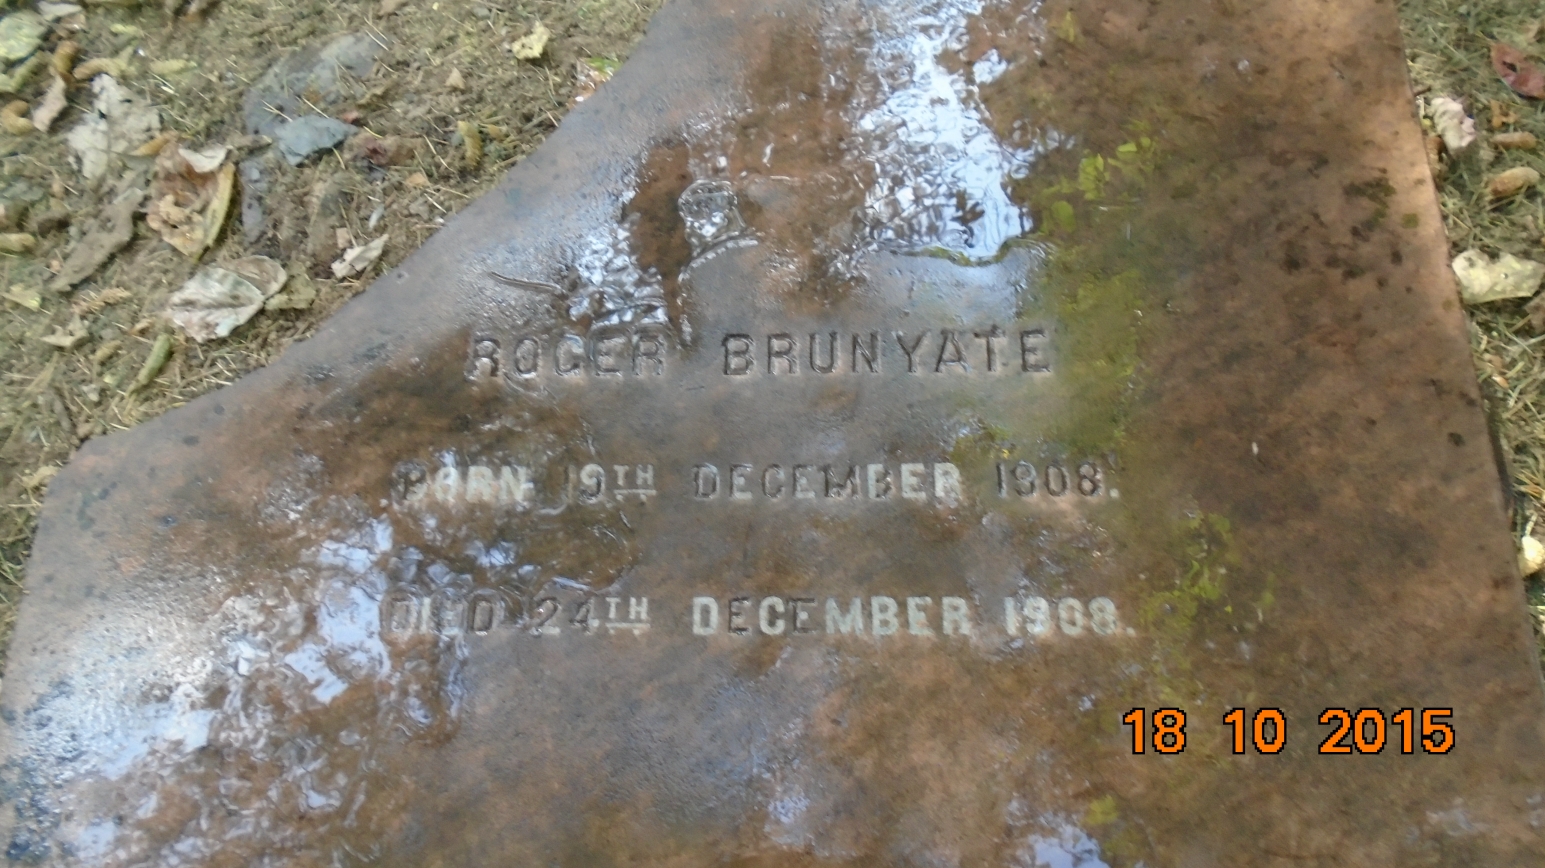 ROGER BRUNYATE
BORN 19TH DECEMBER 1908.
DIED 24TH DECEMBER 1908.
18 10 2015